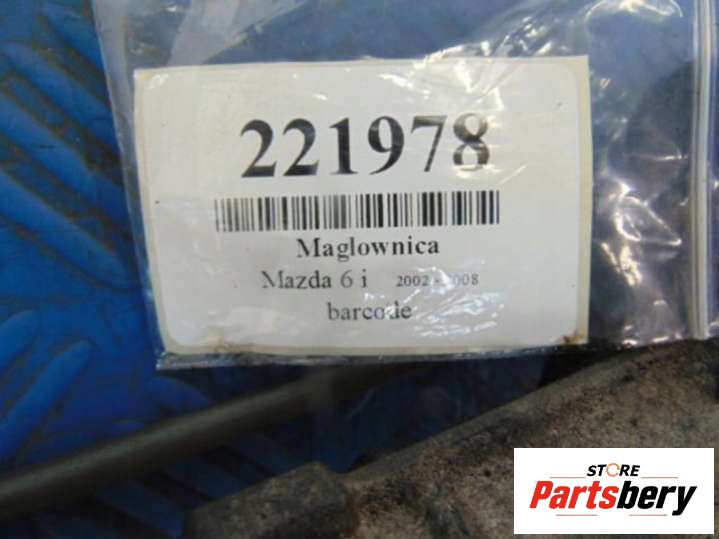 221978
Maglownica
Mazda 6 i 2002 - 2008
barcode
STORE
Partsbery